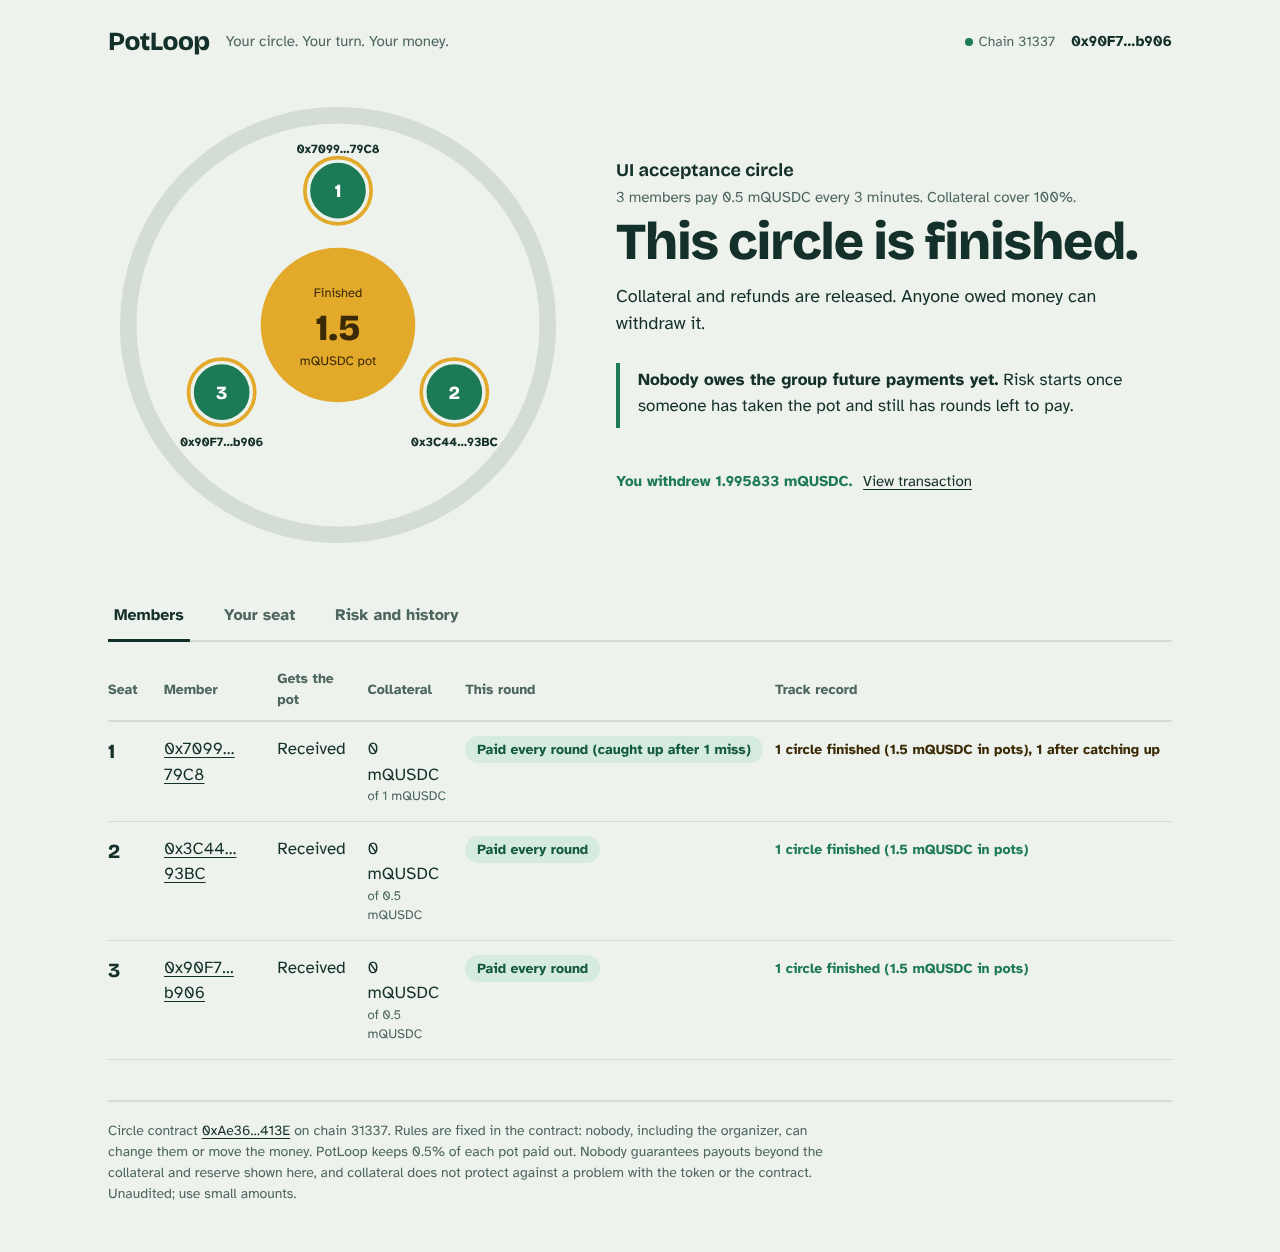 PotLoop
Your circle. Your turn. Your money.
Chain 31337
0x90F7…b906
0x7099…79C8
1
Finished
1.5
mQUSDC pot
3
2
0x90F7…b906
0x3C44…93BC
UI acceptance circle
3 members pay 0.5 mQUSDC every 3 minutes. Collateral cover 100%.
This circle is finished.
Collateral and refunds are released. Anyone owed money can
withdraw it.
Nobody owes the group future payments yet. Risk starts once
someone has taken the pot and still has rounds left to pay.
You withdrew 1.995833 mQUSDC. View transaction
Members
Your seat
Risk and history
Seat
Member
Gets the
pot
Collateral
This round
Track record
1
0x7099…
79C8
Received
0
mQUSDC
of 1 mQUSDC
Paid every round (caught up after 1 miss)
1 circle finished (1.5 mQUSDC in pots), 1 after catching up
2
0x3C44…
93BC
Received
0
mQUSDC
of 0.5
mQUSDC
Paid every round
1 circle finished (1.5 mQUSDC in pots)
3
0x90F7…
b906
Received
0
mQUSDC
of 0.5
mQUSDC
Paid every round
1 circle finished (1.5 mQUSDC in pots)
Circle contract 0xAe36…413E on chain 31337. Rules are fixed in the contract: nobody, including the organizer, can
change them or move the money. PotLoop keeps 0.5% of each pot paid out. Nobody guarantees payouts beyond the
collateral and reserve shown here, and collateral does not protect against a problem with the token or the contract.
Unaudited; use small amounts.